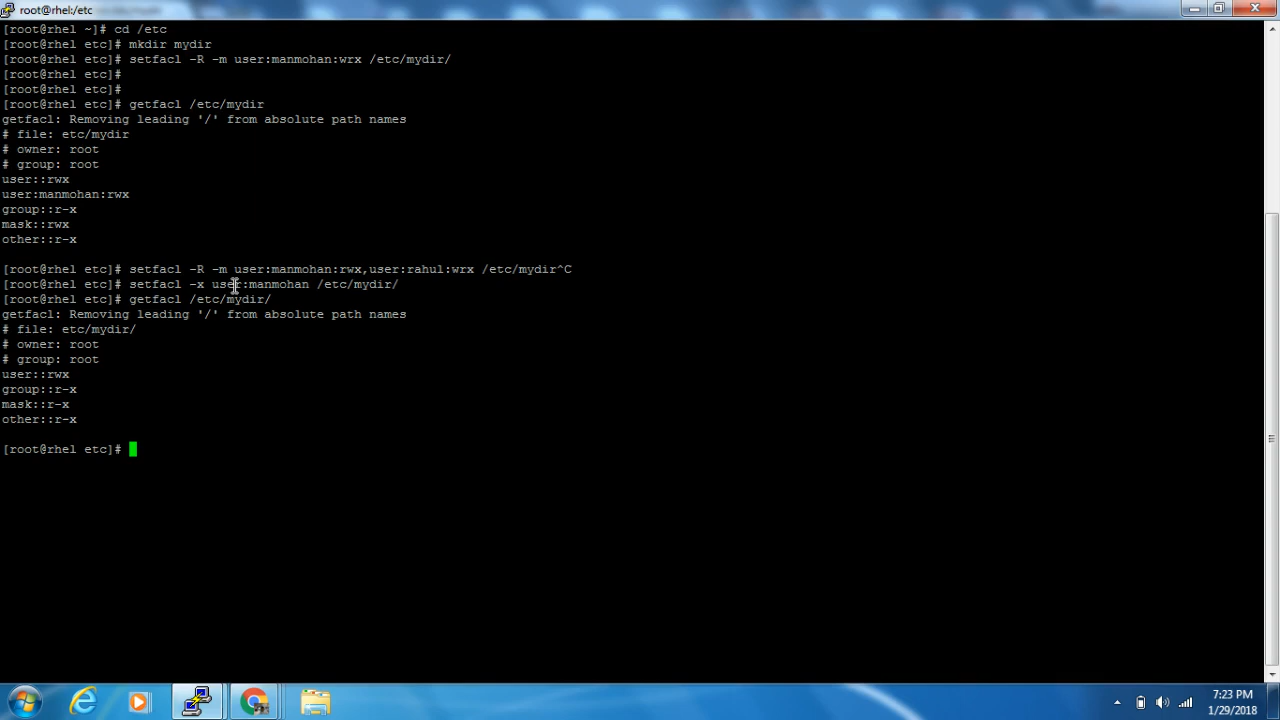 root@rhel:/etc
[root@rhel ~]# cd /etc
[root@rhel etc]# mkdir mydir
[root@rhel etc]# setfacl -R -m user:manmohan:wrx /etc/mydir/
[root@rhel etc]#
[root@rhel etc]#
[root@rhel etc]# getfacl /etc/mydir
getfacl: Removing leading '/' from absolute path names
# file: etc/mydir
# owner: root
# group: root
user::rwx
user:manmohan:rwx
group::r-x
mask::rwx
other::r-x
[root@rhel etc]# setfacl -R -m user:manmohan:rwx,user:rahul:wrx /etc/mydir^C
[root@rhel etc]# setfacl -x user:manmohan /etc/mydir/
[root@rhel etc]# getfacl /etc/mydir/
getfacl: Removing leading '/' from absolute path names
# file: etc/mydir/
# owner: root
# group: root
user::rwx
group::r-x
mask::r-x
other::r-x
[root@rhel etc]#
7:23 PM
1/29/2018